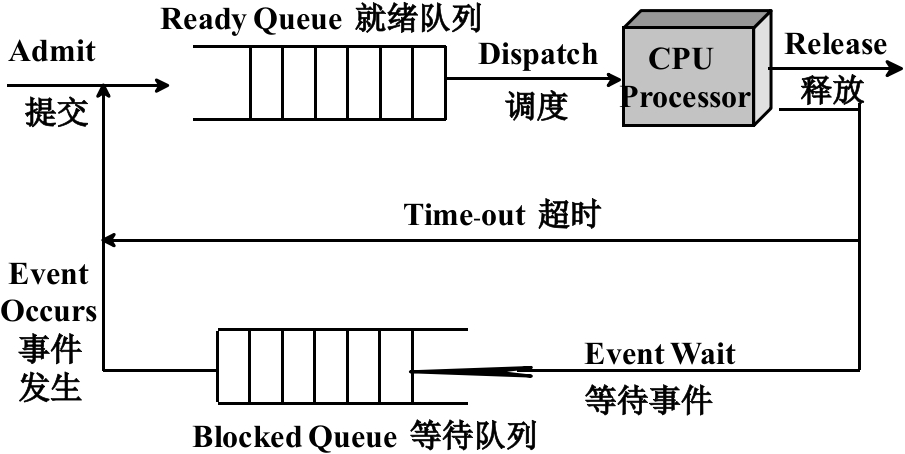 Ready Queue 就绪队列
Admit
提交
Dispatch
调度
CPU
Processor
Release
释放
Time-out 超时
Event
Occurs
事件
发生
Event Wait
等待事件
Blocked Queue 等待队列